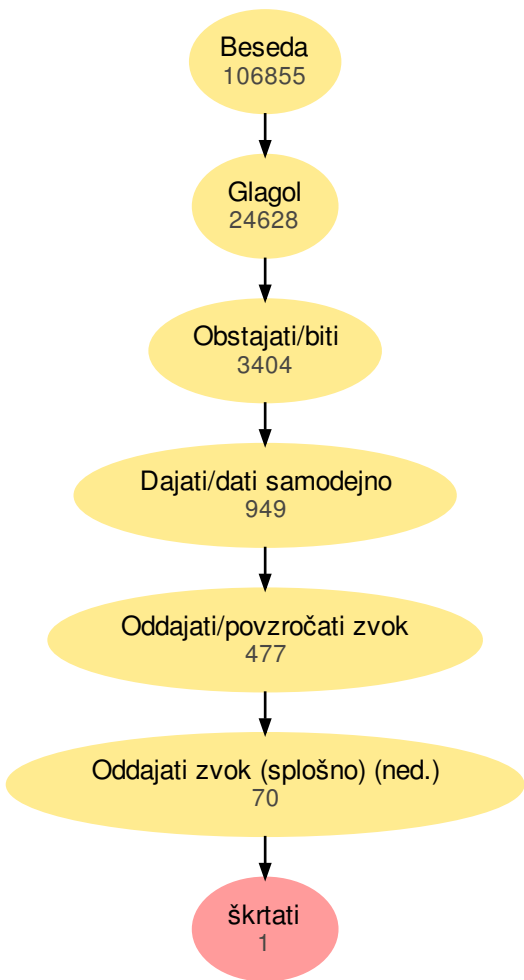 Beseda
106855
Glagol
24628
Obstajati/biti
3404
Dajati/dati samodejno
949
Oddajati/povzročati zvok
477
Oddajati zvok (splošno) (ned.)
70
škrtati
1